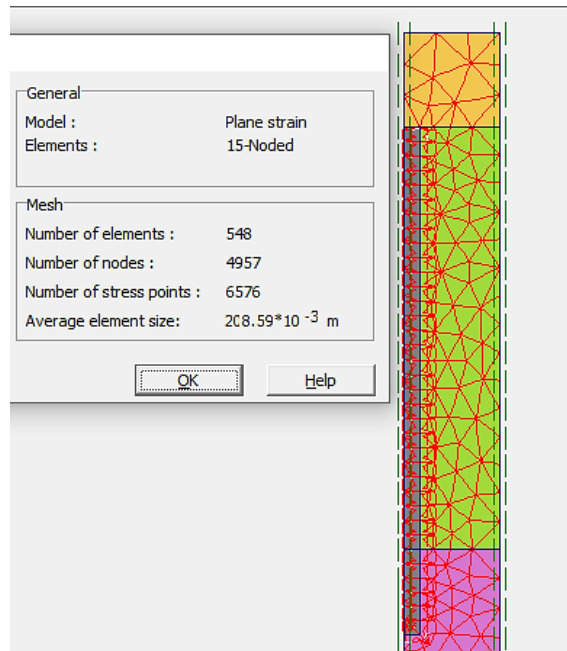 General
Model : Plane strain
Elements : 15-Noded
Mesh
Number of elements : 548
Number of nodes : 4957
Number of stress points : 6576
Average element size: 208.59*10 -3 m
OK Help